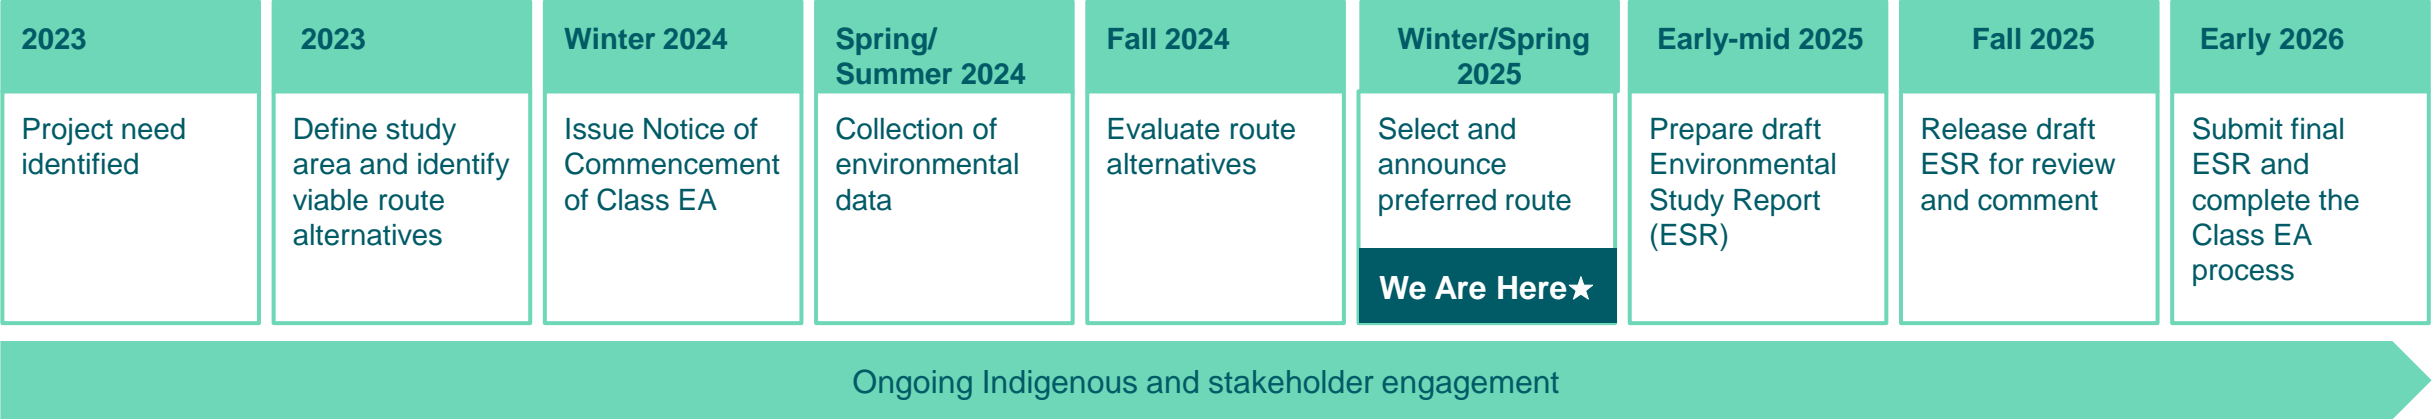 2023
Project need
identified
2023
Define study
area and identify
viable route
alternatives
Winter 2024
Issue Notice of
Commencement
of Class EA
Spring/
Summer 2024
Collection of
environmental
data
Fall 2024
Evaluate route
alternatives
Winter/Spring
2025
Select and
announce
preferred route
We Are Here★
Early-mid 2025
Prepare draft
Environmental
Study Report
(ESR)
Fall 2025
Release draft
ESR for review
and comment
Early 2026
Submit final
ESR and
complete the
Class EA
process
Ongoing Indigenous and stakeholder engagement